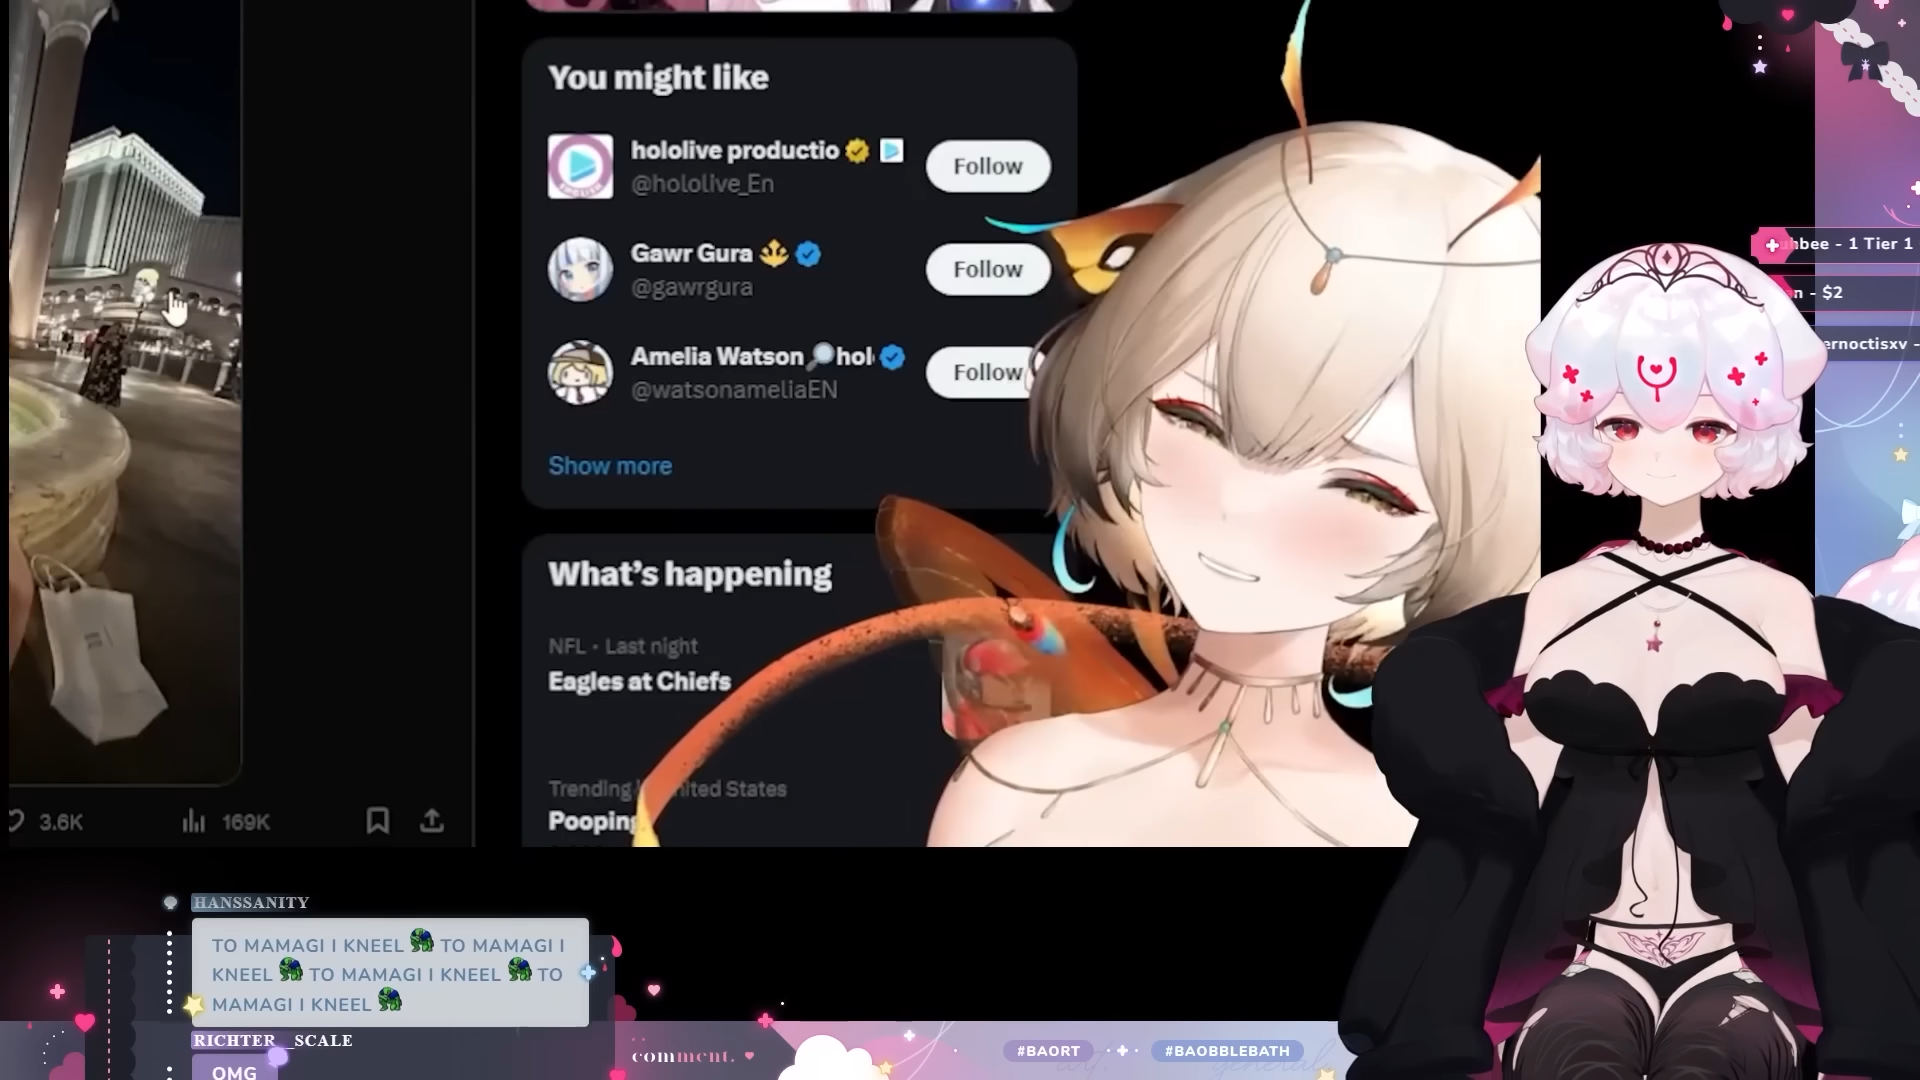 You might like
hololive productio
@hololive_En
Follow
Gawr Gura
@gawrgura
Follow
Amelia Watson hol
@watsonameliaEN
Follow
Show more
What's happening
NFL · Last night
Eagles at Chiefs
Trending
Pooping
3.6K
169K
- 1 Tier 1
- $2
HANSSANITY
TO MAMAGI I KNEEL TO MAMAGI I
KNEEL TO MAMAGI I KNEEL TO
MAMAGI I KNEEL
RICHTER_SCALE
OMG
comment.
#BAORT
#BAOBBLEBATH